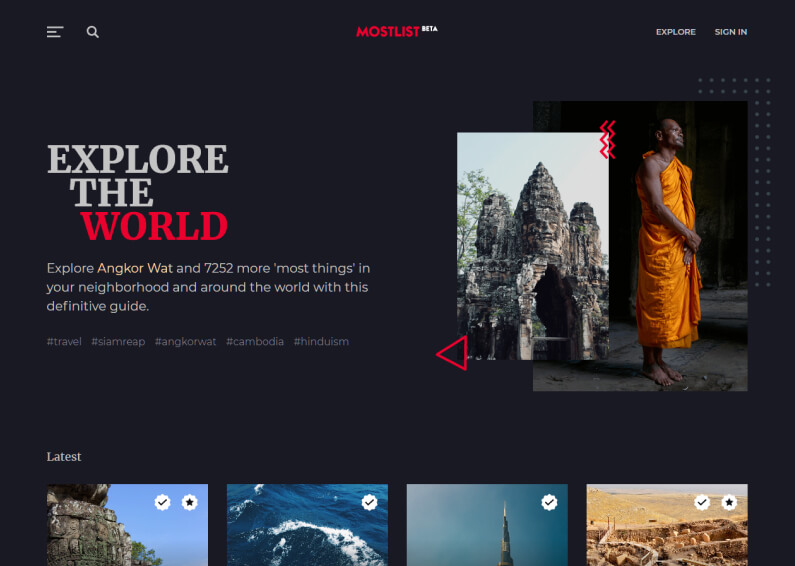 MOSTLIST BETA
EXPLORE SIGN IN
EXPLORE
THE
WORLD
Explore Angkor Wat and 7252 more 'most things' in
your neighborhood and around the world with this
definitive guide.
#travel #siamreap #angkorwat #cambodia #hinduism
Latest